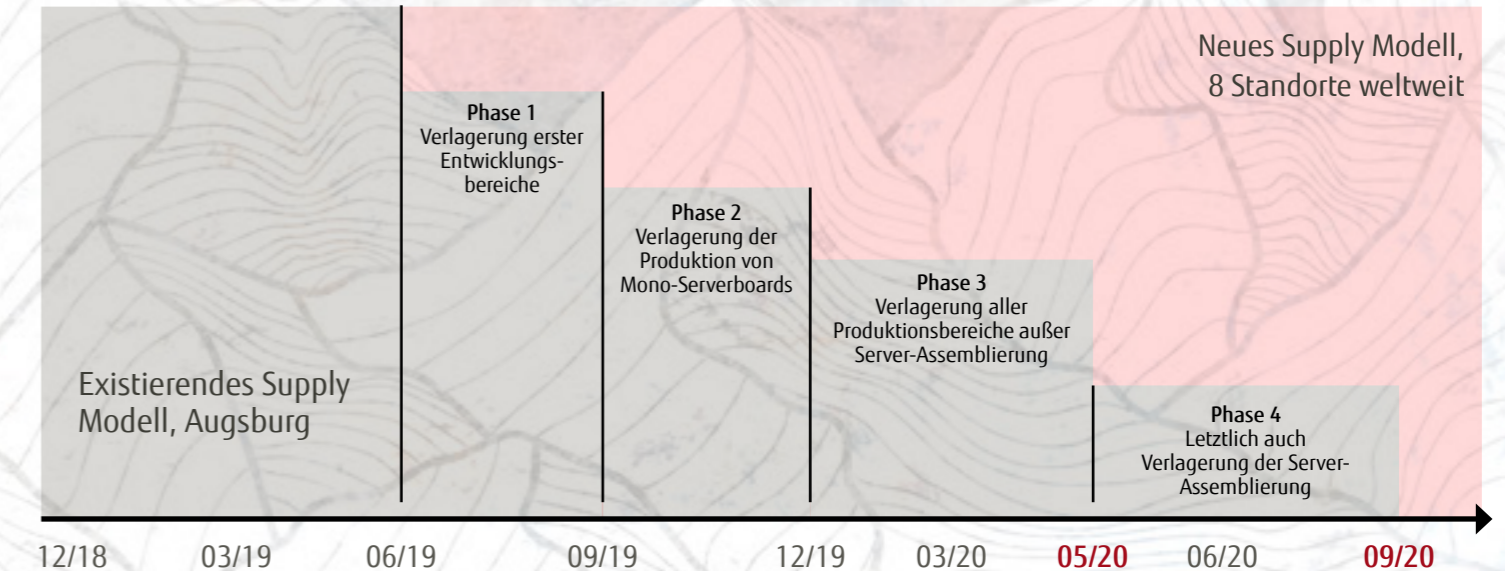 Neues Supply Modell,
8 Standorte weltweit
Phase 1
Verlagerung erster
Entwicklungs-
bereiche
Phase 2
Verlagerung der
Produktion von
Mono-Serverboards
Phase 3
Verlagerung aller
Produktionsbereiche außer
Server-Assemblierung
Existierendes Supply
Modell, Augsburg
Phase 4
Letztlich auch
Verlagerung der Server-
Assemblierung
12/18 03/19 06/19 09/19 12/19 03/20 05/20 06/20 09/20